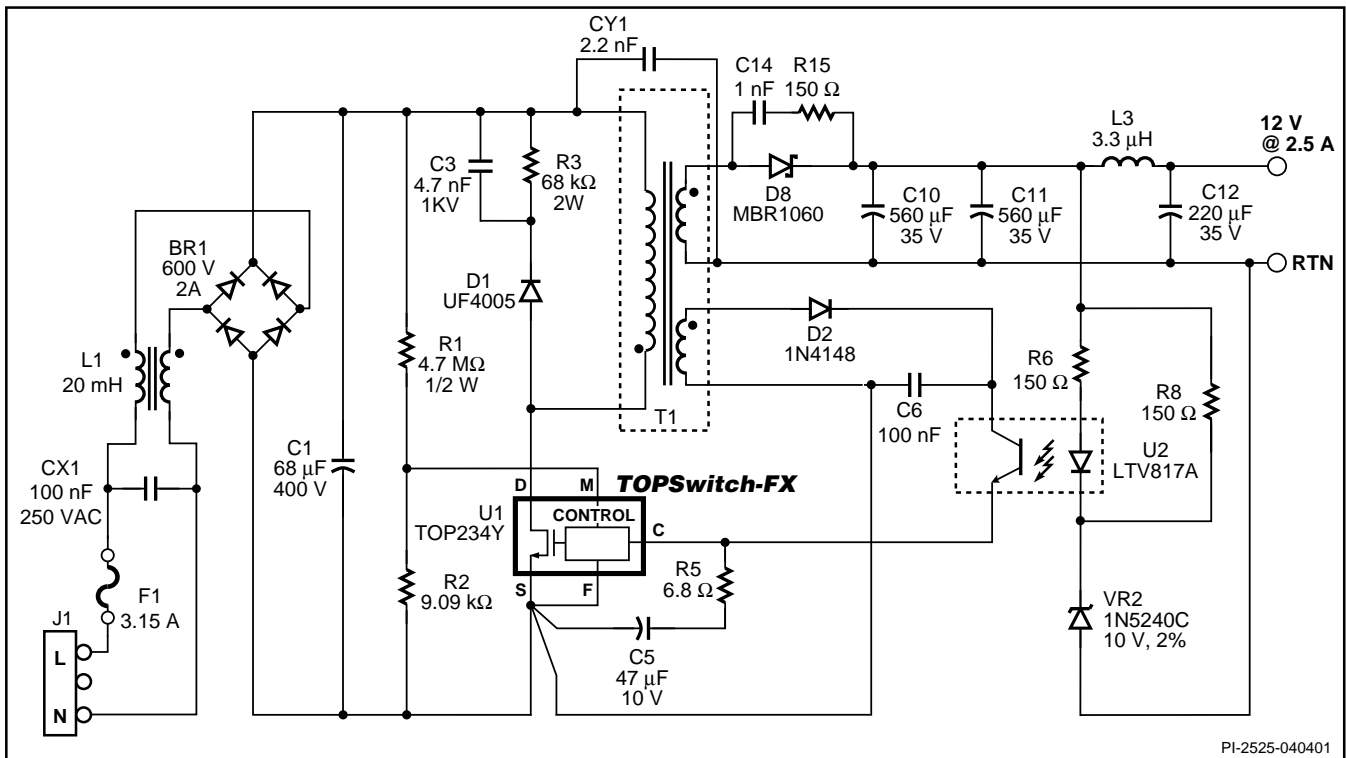 CY1
2.2 nF
C14
1 nF
R15
150 Ω
L3
3.3 µH
12 V
@ 2.5 A
C3
4.7 nF
1KV
R3
68 kΩ
2W
D8
MBR1060
C10
560 µF
35 V
C11
560 µF
35 V
C12
220 µF
35 V
RTN
BR1
600 V
2A
D1
UF4005
D2
1N4148
L1
20 mH
R1
4.7 MΩ
1/2 W
R6
150 Ω
R8
150 Ω
T1
C6
100 nF
C1
68 µF
400 V
U2
LTV817A
CX1
100 nF
250 VAC
TOPSwitch-FX
D
M
CONTROL
C
U1
TOP234Y
S
F
R5
6.8 Ω
R2
9.09 kΩ
F1
3.15 A
VR2
1N5240C
10 V, 2%
J1
L
N
C5
47 µF
10 V
PI-2525-040401